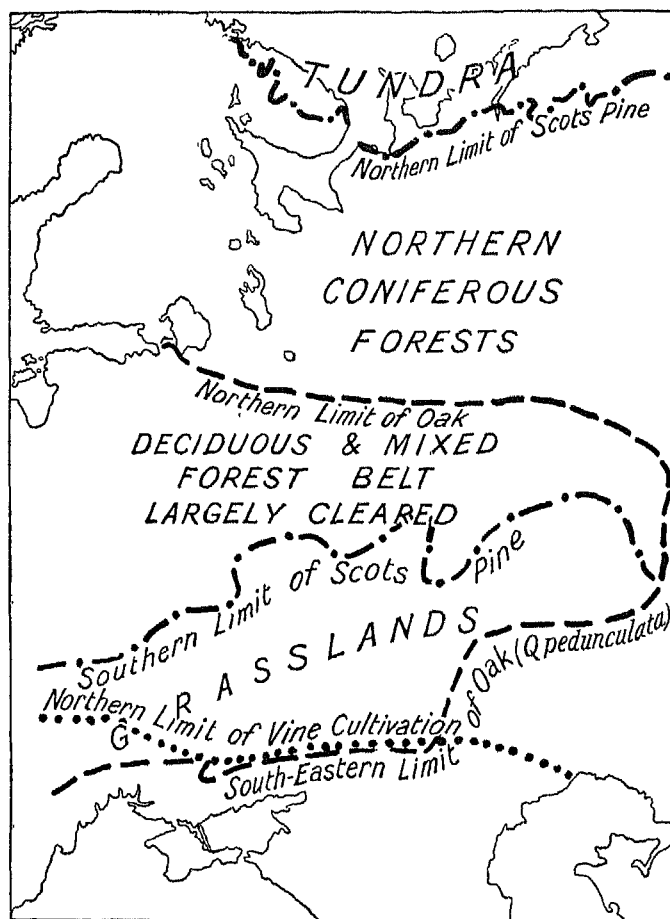 TUNDRA
Northern Limit of Scots Pine
NORTHERN
CONIFEROUS
FORESTS
Northern Limit of Oak
DECIDUOUS & MIXED
FOREST BELT
LARGELY CLEARED
Southern Limit of Scots Pine
GRASSLANDS
Northern Limit of Vine Cultivation
South-Eastern Limit of Oak (Q pedunculata)